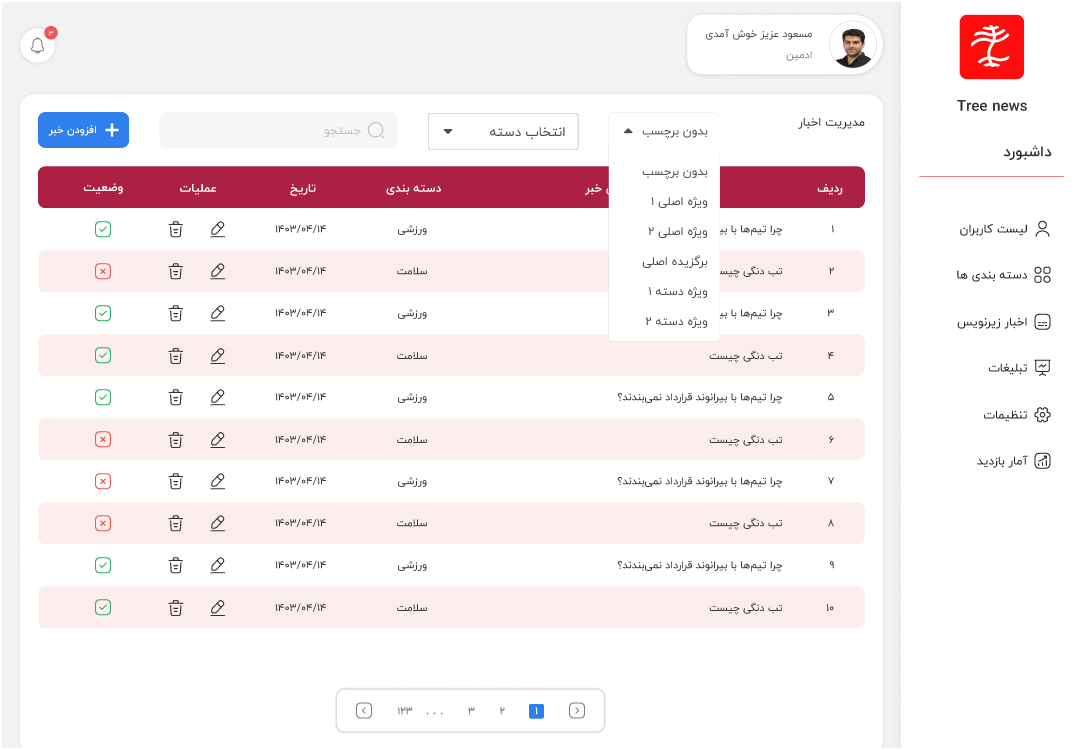 Tree news
داشبورد
لیست کاربران
دسته بندی ها
اخبار زیرنویس
تبلیغات
تنظیمات
آمار بازدید
مسعود عزیز خوش آمدی
ادمین
۳
مدیریت اخبار
بدون برچسب
انتخاب دسته
جستجو
افزودن خبر
بدون برچسب
ویژه اصلی ۱
ویژه اصلی ۲
برگزیده اصلی
ویژه دسته ۱
ویژه دسته ۲
ردیف خبر دسته بندی تاریخ عملیات وضعیت
۱ چرا تیم‌ها با ورزشی ۱۴۰۳/۰۴/۱۴
۲ تب دنگی سلامت ۱۴۰۳/۰۴/۱۴
۳ چرا تیم‌ها با ورزشی ۱۴۰۳/۰۴/۱۴
۴ تب دنگی چیست سلامت ۱۴۰۳/۰۴/۱۴
۵ چرا تیم‌ها با بیرانوند قرارداد نمی‌بندند؟ ورزشی ۱۴۰۳/۰۴/۱۴
۶ تب دنگی چیست سلامت ۱۴۰۳/۰۴/۱۴
۷ چرا تیم‌ها با بیرانوند قرارداد نمی‌بندند؟ ورزشی ۱۴۰۳/۰۴/۱۴
۸ تب دنگی چیست سلامت ۱۴۰۳/۰۴/۱۴
۹ چرا تیم‌ها با بیرانوند قرارداد نمی‌بندند؟ ورزشی ۱۴۰۳/۰۴/۱۴
۱۰ تب دنگی چیست سلامت ۱۴۰۳/۰۴/۱۴
۱ ۲ ۳ ... ۱۲۳